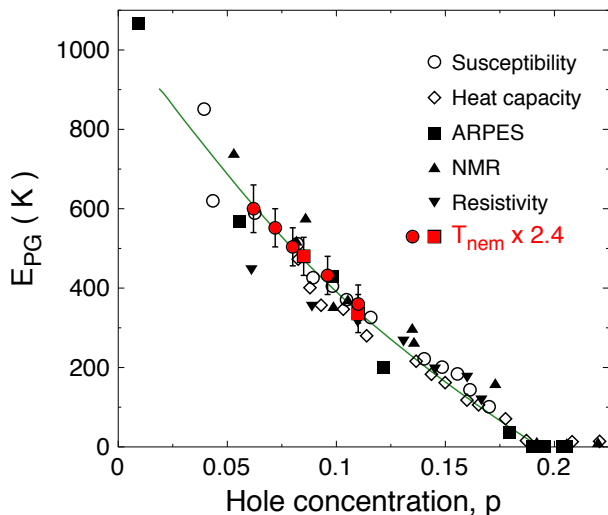 1000
800
600
400
200
0
E_PG ( K )
Susceptibility
Heat capacity
ARPES
NMR
Resistivity
T_nem x 2.4
0 0.05 0.1 0.15 0.2
Hole concentration, p